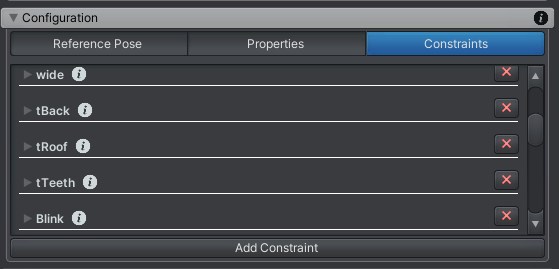 Configuration
Reference Pose Properties Constraints
wide
tBack
tRoof
tTeeth
Blink
Add Constraint